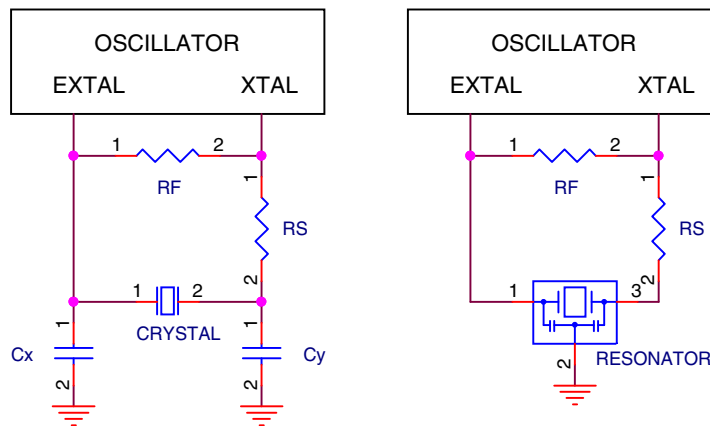 OSCILLATOR
EXTAL XTAL
1 2
RF
1
RS
2
1 2
CRYSTAL
1
Cx
2
1
Cy
2
OSCILLATOR
EXTAL XTAL
1 2
RF
1
RS
2
1 3
2
RESONATOR